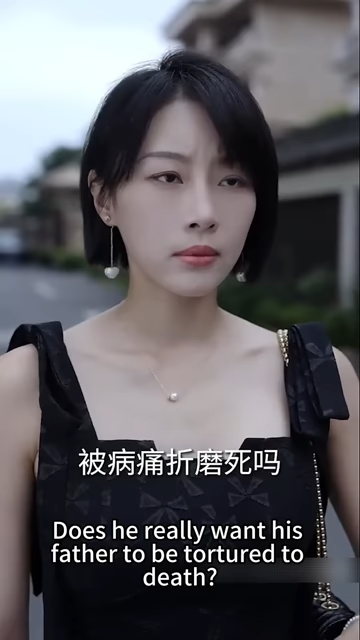 被病痛折磨死吗
Does he really want his
father to be tortured to
death?